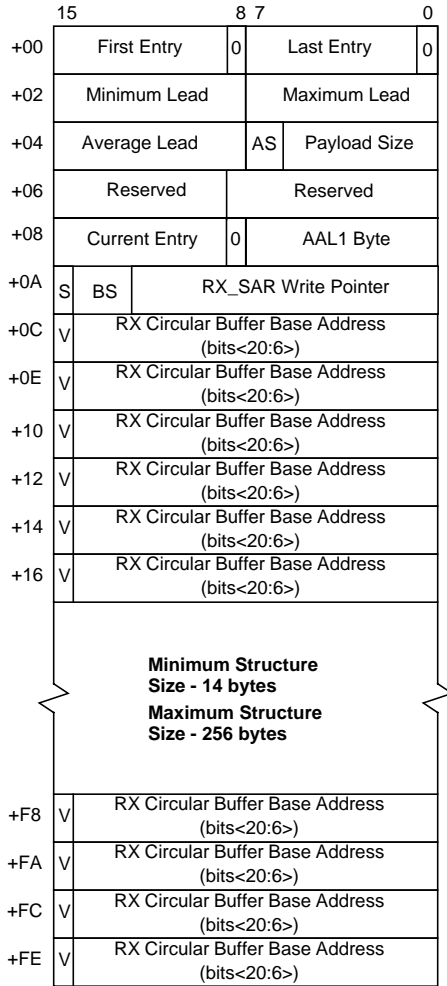 15 8 7 0
+00 First Entry 0 Last Entry 0
+02 Minimum Lead Maximum Lead
+04 Average Lead AS Payload Size
+06 Reserved Reserved
+08 Current Entry 0 AAL1 Byte
+0A S BS RX_SAR Write Pointer
+0C V RX Circular Buffer Base Address
(bits<20:6>)
+0E V RX Circular Buffer Base Address
(bits<20:6>)
+10 V RX Circular Buffer Base Address
(bits<20:6>)
+12 V RX Circular Buffer Base Address
(bits<20:6>)
+14 V RX Circular Buffer Base Address
(bits<20:6>)
+16 V RX Circular Buffer Base Address
(bits<20:6>)
Minimum Structure
Size - 14 bytes
Maximum Structure
Size - 256 bytes
+F8 V RX Circular Buffer Base Address
(bits<20:6>)
+FA V RX Circular Buffer Base Address
(bits<20:6>)
+FC V RX Circular Buffer Base Address
(bits<20:6>)
+FE V RX Circular Buffer Base Address
(bits<20:6>)